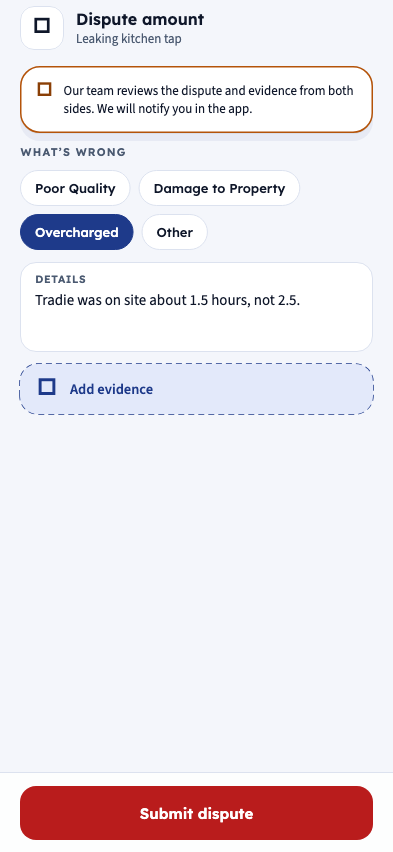 Dispute amount
Leaking kitchen tap
Our team reviews the dispute and evidence from both
sides. We will notify you in the app.
WHAT'S WRONG
Poor Quality
Damage to Property
Overcharged
Other
DETAILS
Tradie was on site about 1.5 hours, not 2.5.
Add evidence
Submit dispute